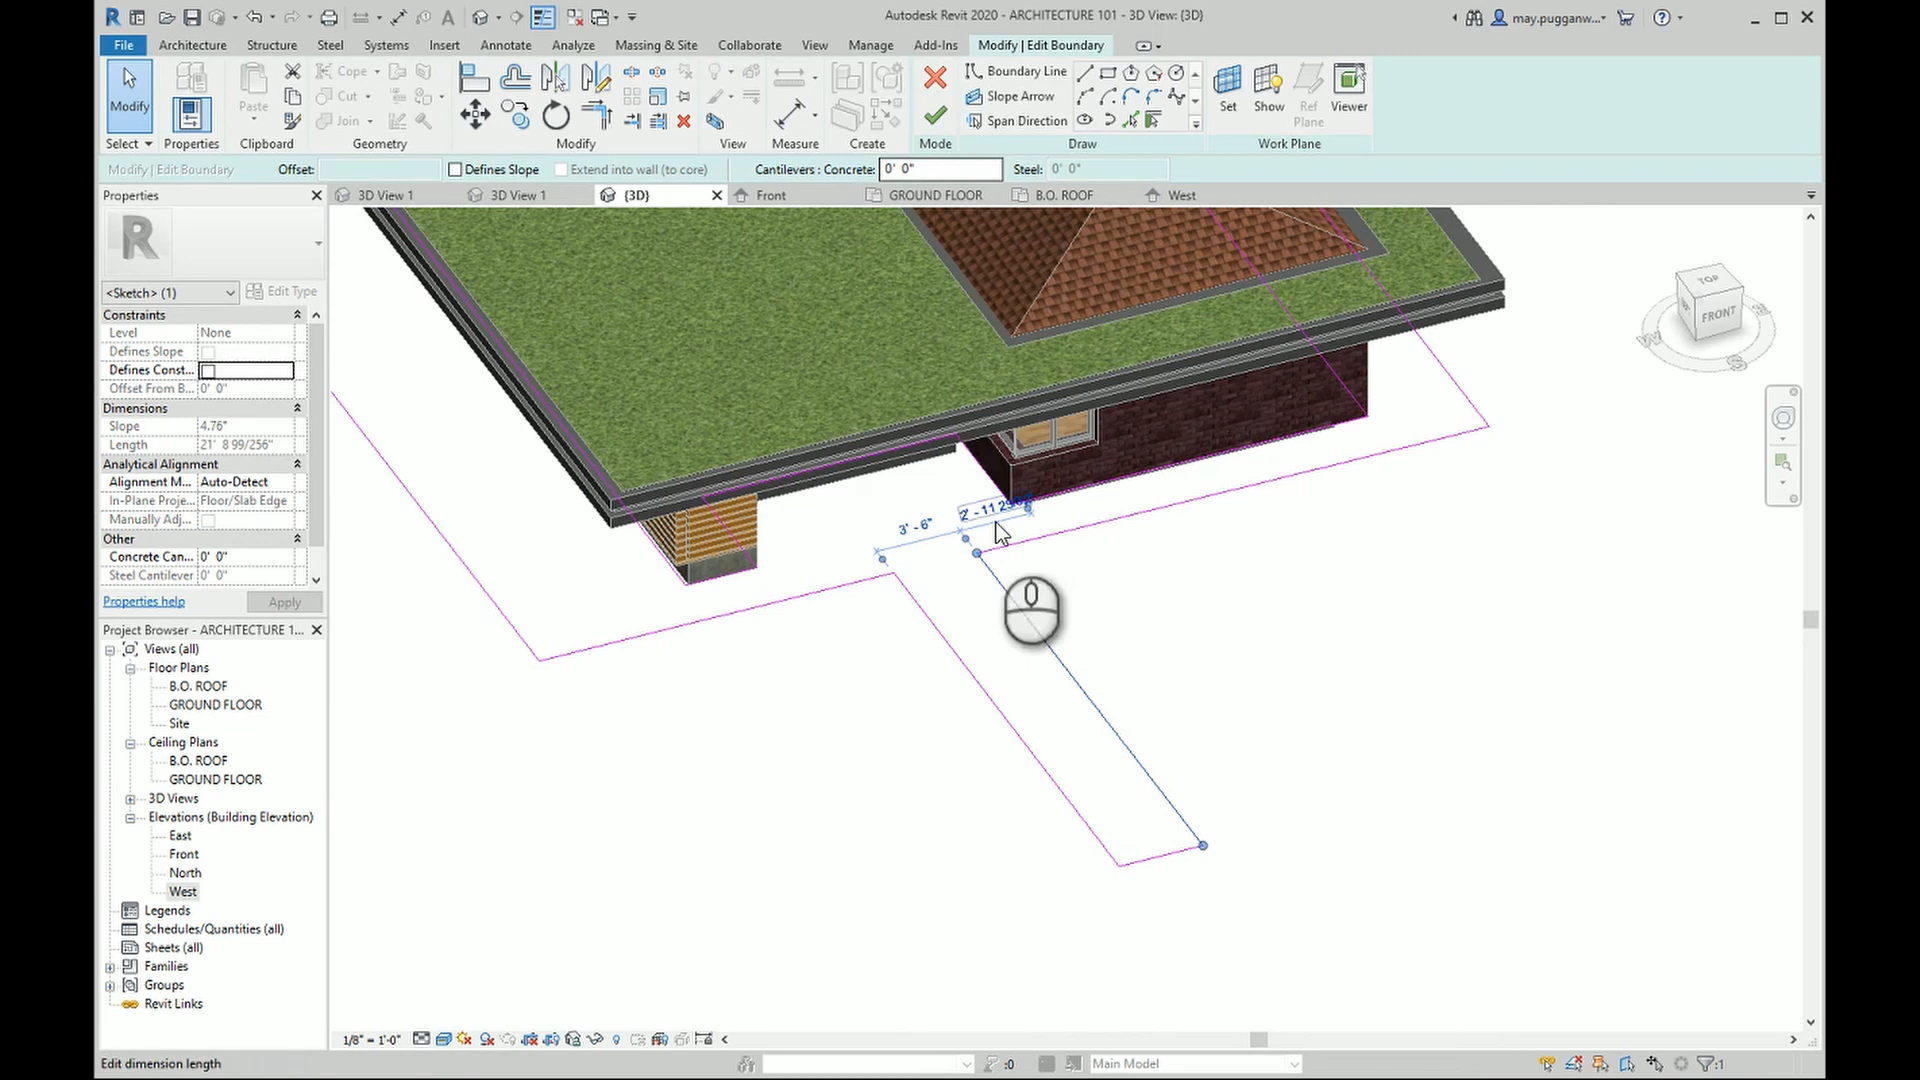 Autodesk Revit 2020 - ARCHITECTURE 101 - 3D View: {3D}
may.pugganw...
File Architecture Structure Steel Systems Insert Annotate Analyze Massing & Site Collaborate View Manage Add-Ins Modify | Edit Boundary
Modify
Paste
Cope
Cut
Join
Boundary Line
Slope Arrow
Span Direction
Set Show Ref Plane Viewer
Select Properties Clipboard Geometry Modify View Measure Create Mode Draw Work Plane
Modify | Edit Boundary Offset: Defines Slope Extend into wall (to core) Cantilevers : Concrete: 0' 0" Steel: 0' 0"
Properties
3D View 1 3D View 1 {3D} Front GROUND FLOOR B.O. ROOF West
R
<Sketch> (1) Edit Type
Constraints
Level None
Defines Slope
Defines Const...
Offset From B... 0' 0"
Dimensions
Slope 4.76°
Length 21' 8 99/256"
Analytical Alignment
Alignment M... Auto-Detect
In-Plane Proje... Floor/Slab Edge
Manually Adj...
Other
Concrete Can... 0' 0"
Steel Cantilever 0' 0"
Properties help Apply
Project Browser - ARCHITECTURE 1...
Views (all)
Floor Plans
B.O. ROOF
GROUND FLOOR
Site
Ceiling Plans
B.O. ROOF
GROUND FLOOR
3D Views
Elevations (Building Elevation)
East
Front
North
West
Legends
Schedules/Quantities (all)
Sheets (all)
Families
Groups
Revit Links
TOP
FRONT
W
S
3' - 6"
2' - 11
1/8" = 1'-0"
Edit dimension length
:0
Main Model
:1